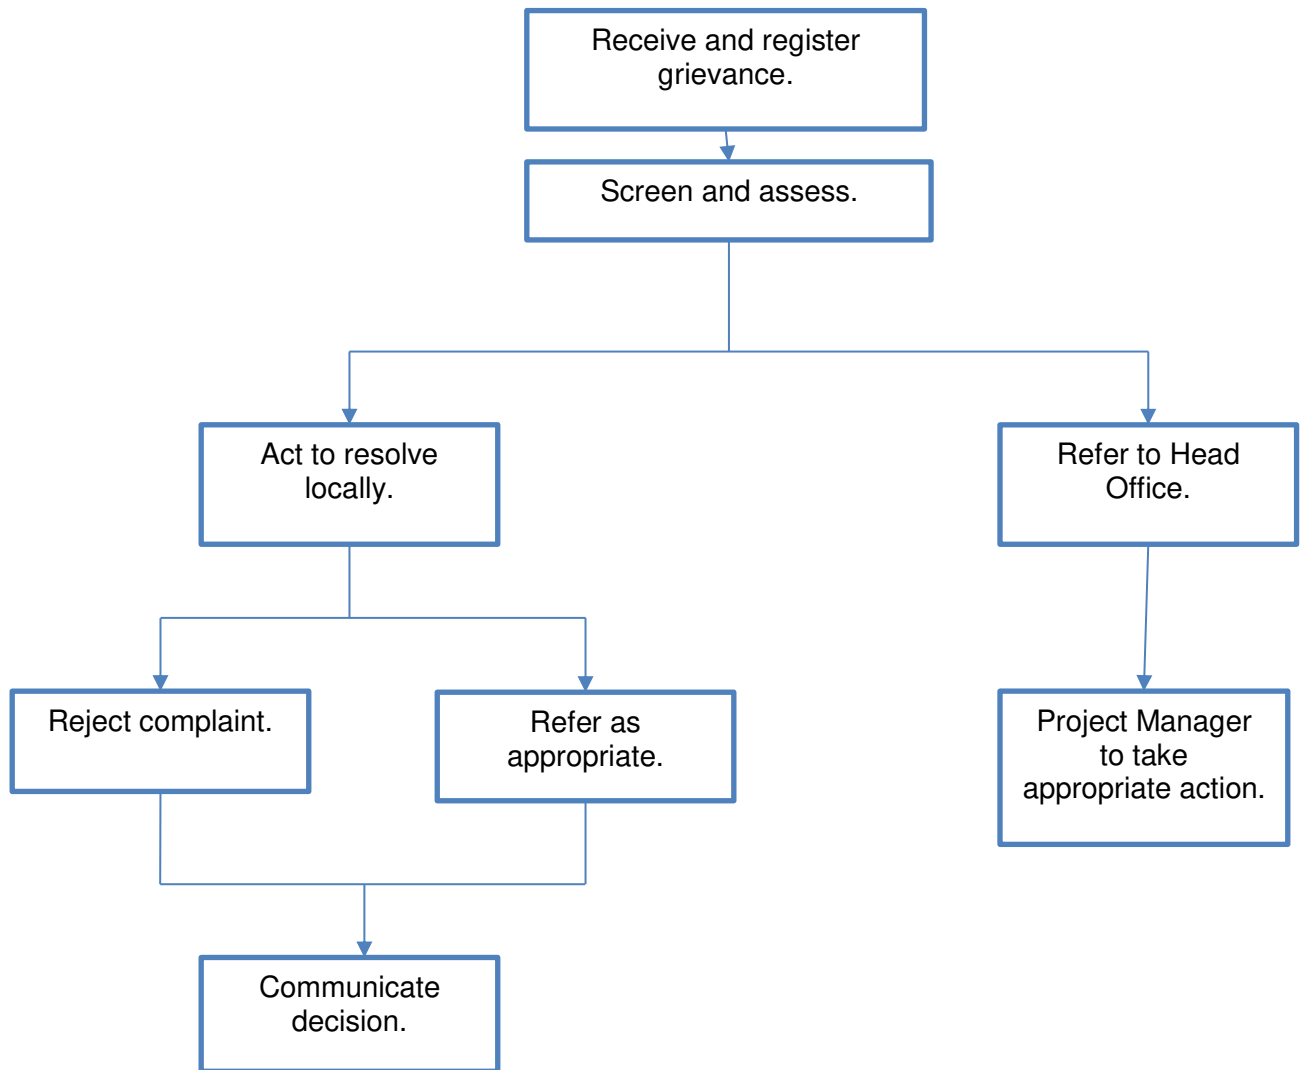 Receive and register
grievance.
Screen and assess.
Act to resolve
locally.
Refer to Head
Office.
Reject complaint.
Refer as
appropriate.
Project Manager
to take
appropriate action.
Communicate
decision.